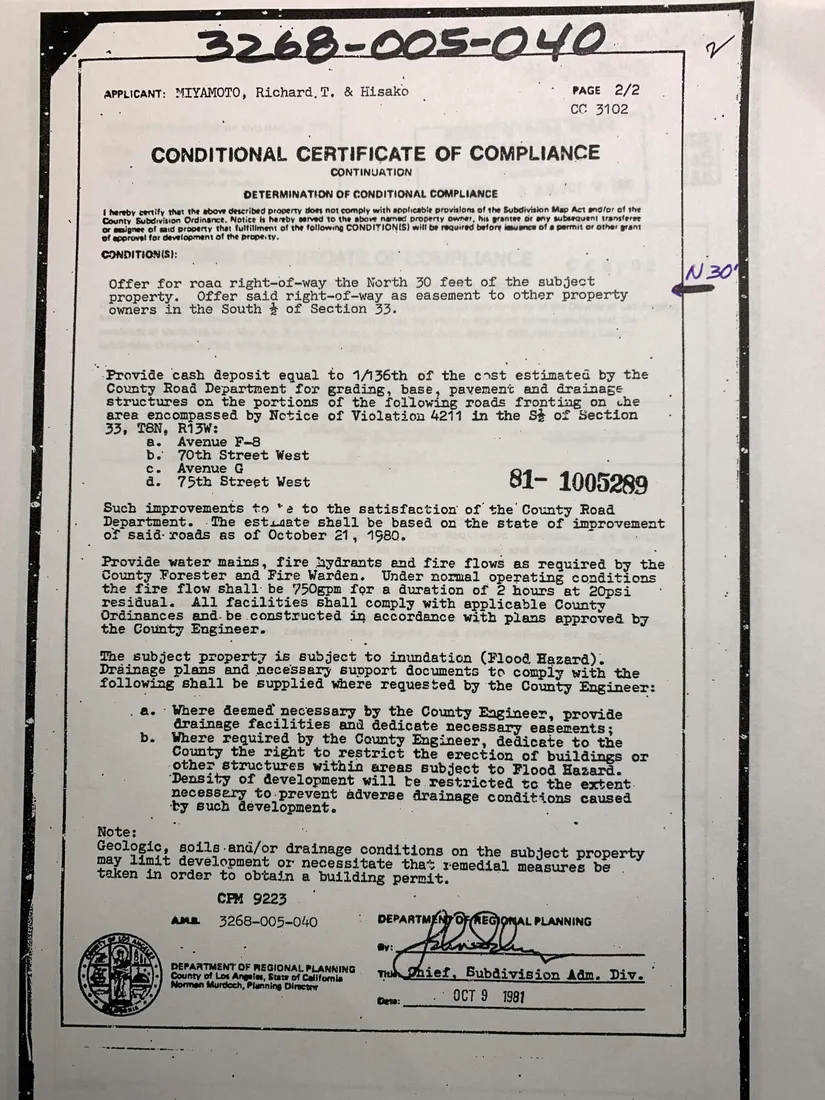 3268-005-040
2
APPLICANT: MIYAMOTO, Richard.T. & Hisako
PAGE 2/2
CC 3102
CONDITIONAL CERTIFICATE OF COMPLIANCE
CONTINUATION
DETERMINATION OF CONDITIONAL COMPLIANCE
I hereby certify that the above described property does not comply with applicable provisions of the Subdivision Map Act and/or of the
County Subdivision Ordinance. Notice is hereby served to the above named property owner, his grantee or any subsequent transferee
or assignee of said property that fulfillment of the following CONDITION(S) will be required before issuance of a permit or other grant
of approval for development of the property.
CONDITION(S):
N 30'
Offer for road right-of-way the North 30 feet of the subject
property. Offer said right-of-way as easement to other property
owners in the South ½ of Section 33.
Provide cash deposit equal to 1/136th of the cost estimated by the
County Road Department for grading, base, pavement and drainage
structures on the portions of the following roads fronting on the
area encompassed by Notice of Violation 4211 in the S½ of Section
33, T8N, R13W:
a. Avenue F-8
b. 70th Street West
c. Avenue G
d. 75th Street West
81- 1005289
Such improvements to be to the satisfaction of the County Road
Department. The estimate shall be based on the state of improvement
of said roads as of October 21, 1980.
Provide water mains, fire hydrants and fire flows as required by the
County Forester and Fire Warden. Under normal operating conditions
the fire flow shall be 750gpm for a duration of 2 hours at 20psi
residual. All facilities shall comply with applicable County
Ordinances and be constructed in accordance with plans approved by
the County Engineer.
The subject property is subject to inundation (Flood Hazard).
Drainage plans and necessary support documents to comply with the
following shall be supplied where requested by the County Engineer:
a. Where deemed necessary by the County Engineer, provide
drainage facilities and dedicate necessary easements;
b. Where required by the County Engineer, dedicate to the
County the right to restrict the erection of buildings or
other structures within areas subject to Flood Hazard.
Density of development will be restricted to the extent
necessary to prevent adverse drainage conditions caused
by such development.
Note:
Geologic, soils and/or drainage conditions on the subject property
may limit development or necessitate that remedial measures be
taken in order to obtain a building permit.
CPM 9223
A.M.B. 3268-005-040
DEPARTMENT OF REGIONAL PLANNING
By:
DEPARTMENT OF REGIONAL PLANNING
County of Los Angeles, State of California
Norman Murdoch, Planning Director
Title Chief, Subdivision Adm. Div.
Date: OCT 9 1981